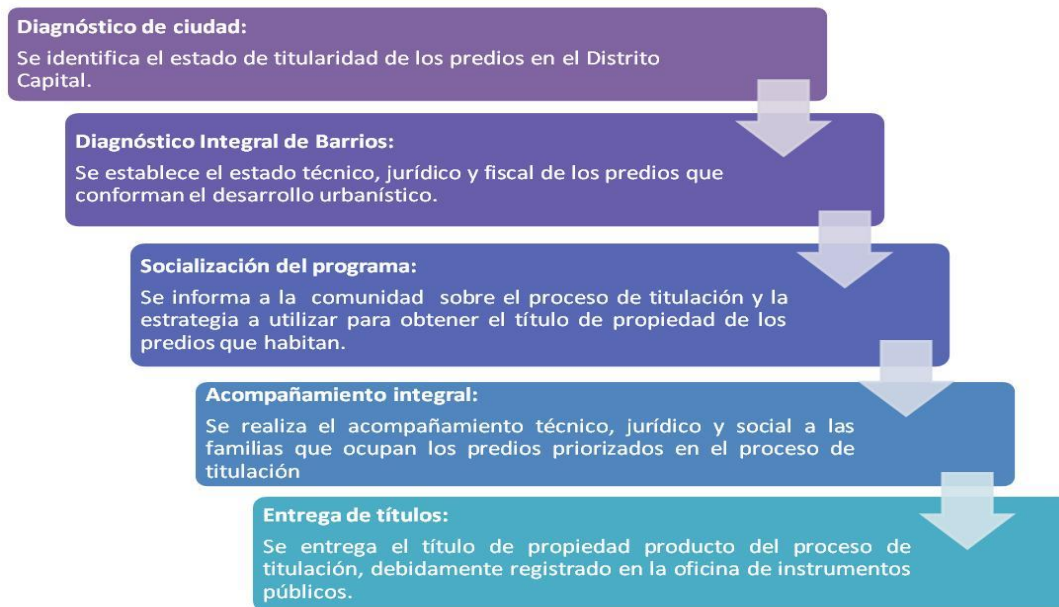 Diagnóstico de ciudad:
Se identifica el estado de titularidad de los predios en el Distrito
Capital.
Diagnóstico Integral de Barrios:
Se establece el estado técnico, jurídico y fiscal de los predios que
conforman el desarrollo urbanístico.
Socialización del programa:
Se informa a la comunidad sobre el proceso de titulación y la
estrategia a utilizar para obtener el título de propiedad de los
predios que habitan.
Acompañamiento integral:
Se realiza el acompañamiento técnico, jurídico y social a las
familias que ocupan los predios priorizados en el proceso de
titulación
Entrega de títulos:
Se entrega el título de propiedad producto del proceso de
titulación, debidamente registrado en la oficina de instrumentos
públicos.